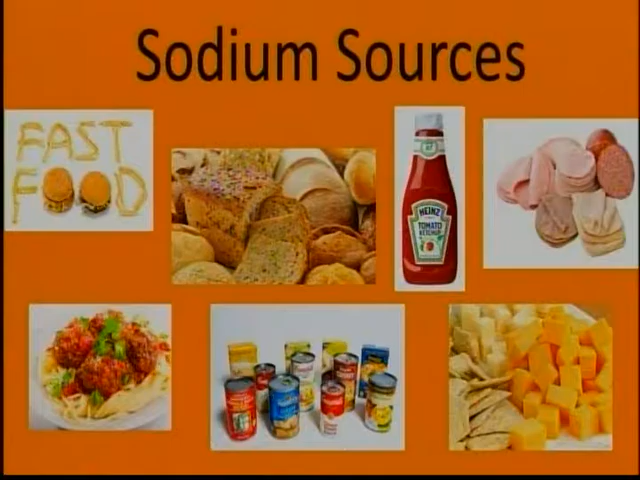 Sodium Sources
FAST
FOOD
HEINZ
TOMATO
KETCHUP